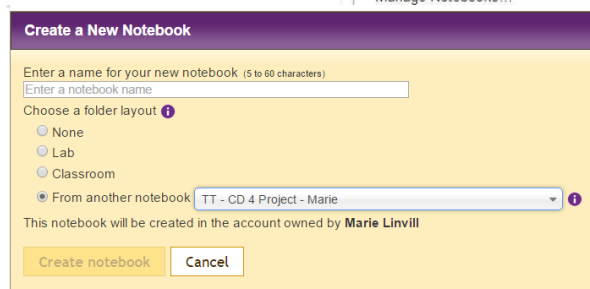 Manage Notebooks...
Create a New Notebook
Enter a name for your new notebook (5 to 60 characters)
Enter a notebook name
Choose a folder layout i
None
Lab
Classroom
From another notebook TT - CD 4 Project - Marie i
This notebook will be created in the account owned by Marie Linvill
Create notebook Cancel